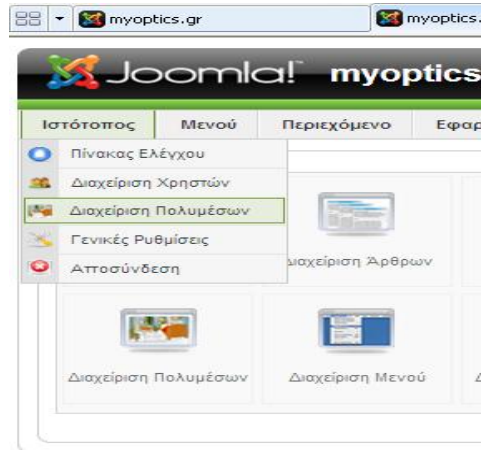 myoptics.gr myoptics.
Joomla! myoptics
Ιστότοπος Μενού Περιεχόμενο Εφαρ
Πίνακας Ελέγχου
Διαχείριση Χρηστών
Διαχείριση Πολυμέσων
Γενικές Ρυθμίσεις
Αποσύνδεση
Διαχείριση Άρθρων
Διαχείριση Πολυμέσων Διαχείριση Μενού Δ